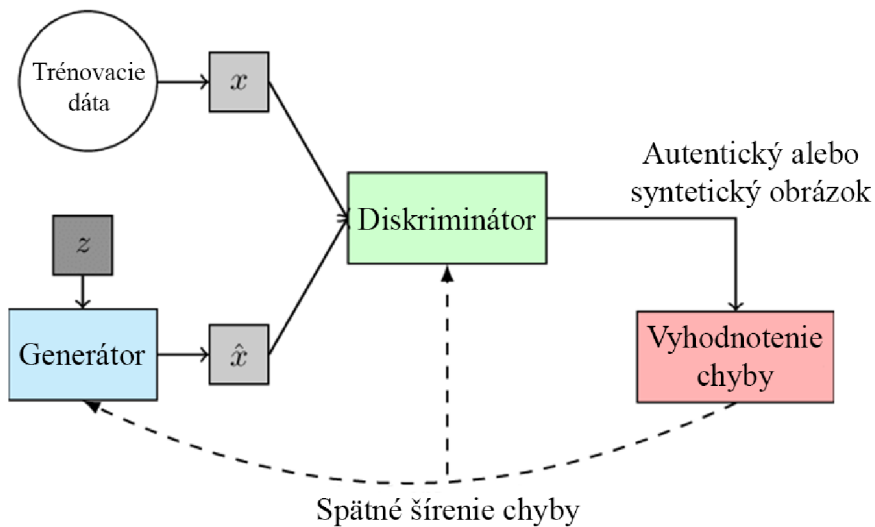 Trénovacie
dáta
x
Autentický alebo
syntetický obrázok
Diskriminátor
z
Generátor
x̂
Vyhodnotenie
chyby
Spätné šírenie chyby